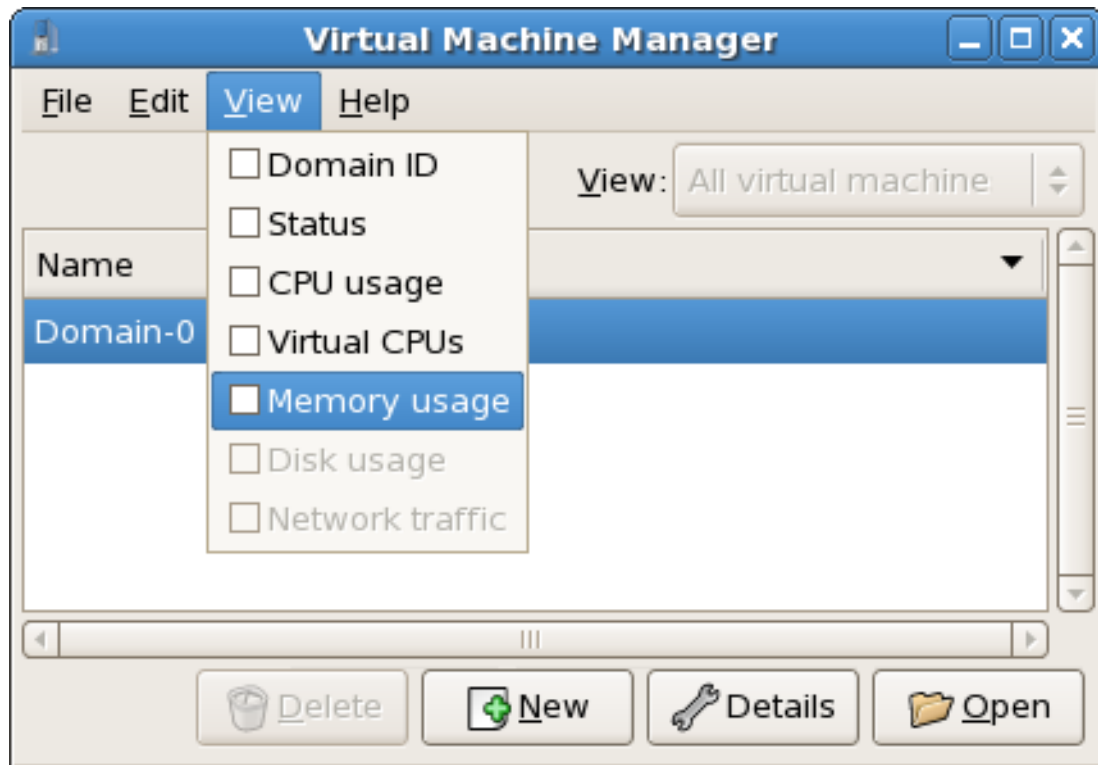 Virtual Machine Manager
File Edit View Help
Domain ID
View: All virtual machine
Status
Name
CPU usage
Domain-0
Virtual CPUs
Memory usage
Disk usage
Network traffic
Delete New Details Open